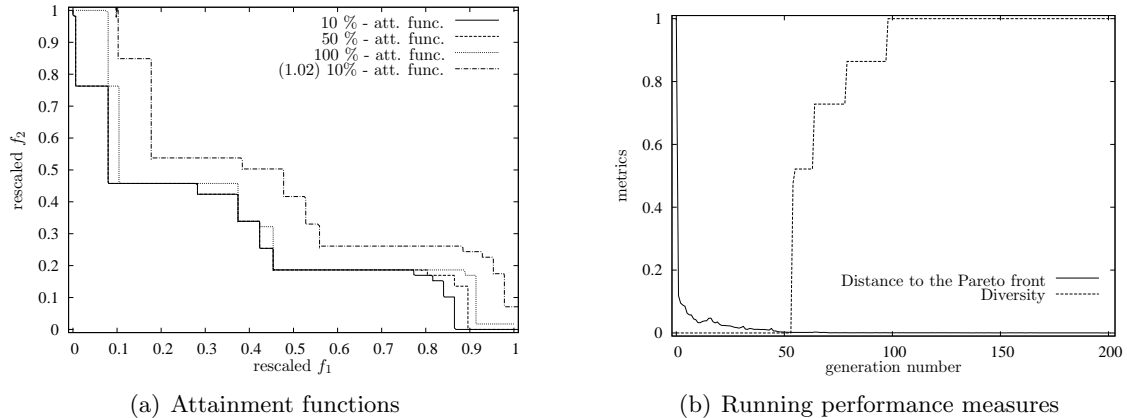 1
0.9
0.8
0.7
0.6
0.5
0.4
0.3
0.2
0.1
0
rescaled f2
10 % - att. func.
50 % - att. func.
100 % - att. func.
(1.02) 10% - att. func.
0 0.1 0.2 0.3 0.4 0.5 0.6 0.7 0.8 0.9 1
rescaled f1
(a) Attainment functions
1
0.8
0.6
0.4
0.2
0
metrics
Distance to the Pareto front
Diversity
0 50 100 150 200
generation number
(b) Running performance measures